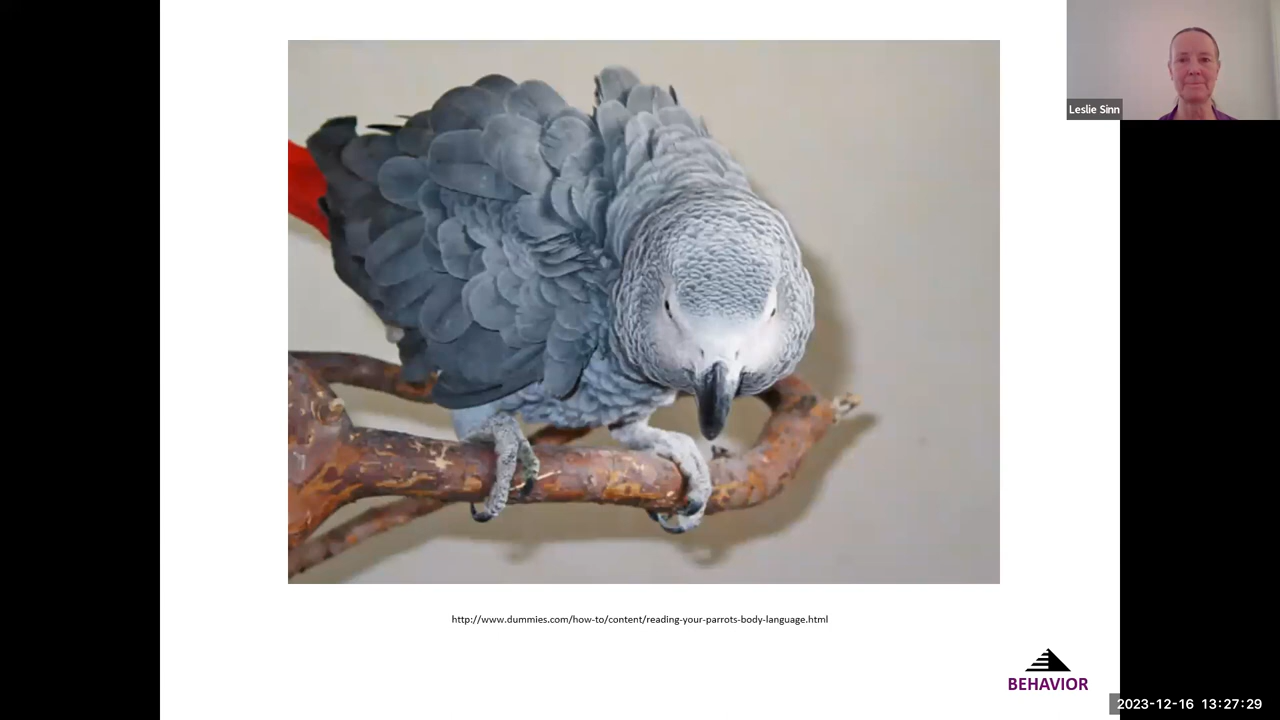 Leslie Sinn
http://www.dummies.com/how-to/content/reading-your-parrots-body-language.html
BEHAVIOR
2023-12-16 13:27:29